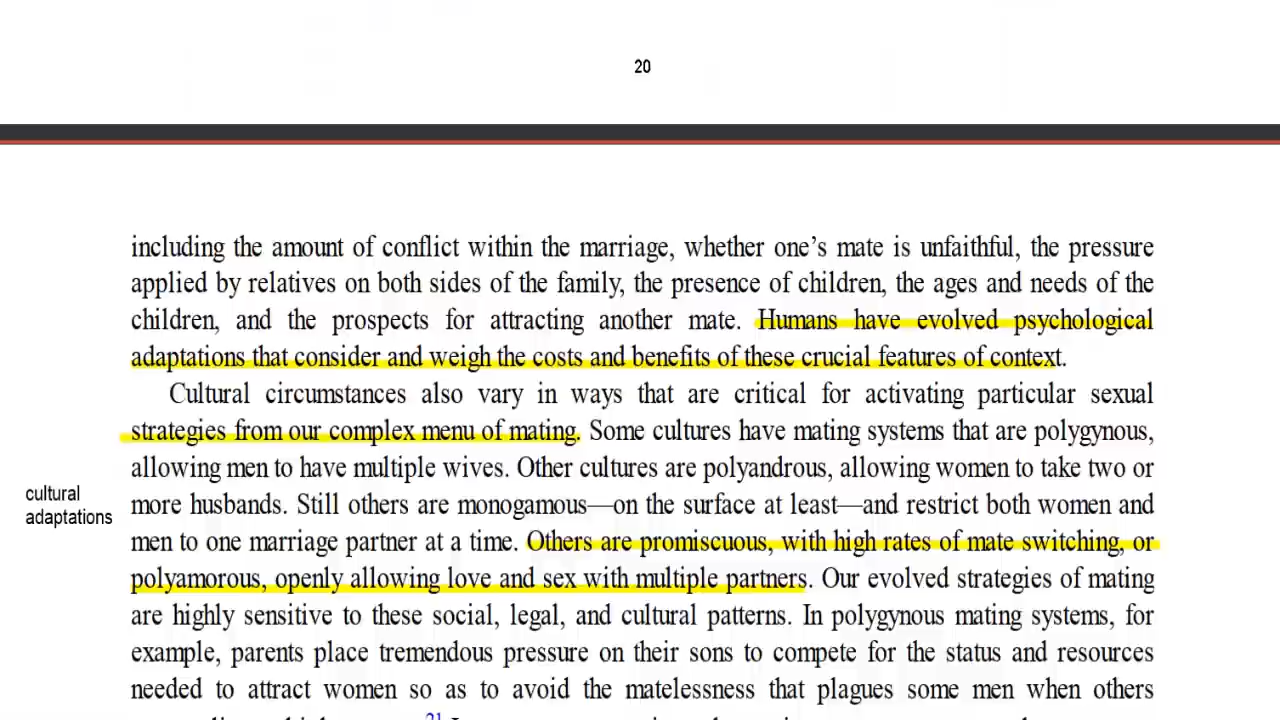 20
including the amount of conflict within the marriage, whether one's mate is unfaithful, the pressure
applied by relatives on both sides of the family, the presence of children, the ages and needs of the
children, and the prospects for attracting another mate. Humans have evolved psychological
adaptations that consider and weigh the costs and benefits of these crucial features of context.
Cultural circumstances also vary in ways that are critical for activating particular sexual
strategies from our complex menu of mating. Some cultures have mating systems that are polygynous,
allowing men to have multiple wives. Other cultures are polyandrous, allowing women to take two or
cultural
adaptations
more husbands. Still others are monogamous—on the surface at least—and restrict both women and
men to one marriage partner at a time. Others are promiscuous, with high rates of mate switching, or
polyamorous, openly allowing love and sex with multiple partners. Our evolved strategies of mating
are highly sensitive to these social, legal, and cultural patterns. In polygynous mating systems, for
example, parents place tremendous pressure on their sons to compete for the status and resources
needed to attract women so as to avoid the matelessness that plagues some men when others
21